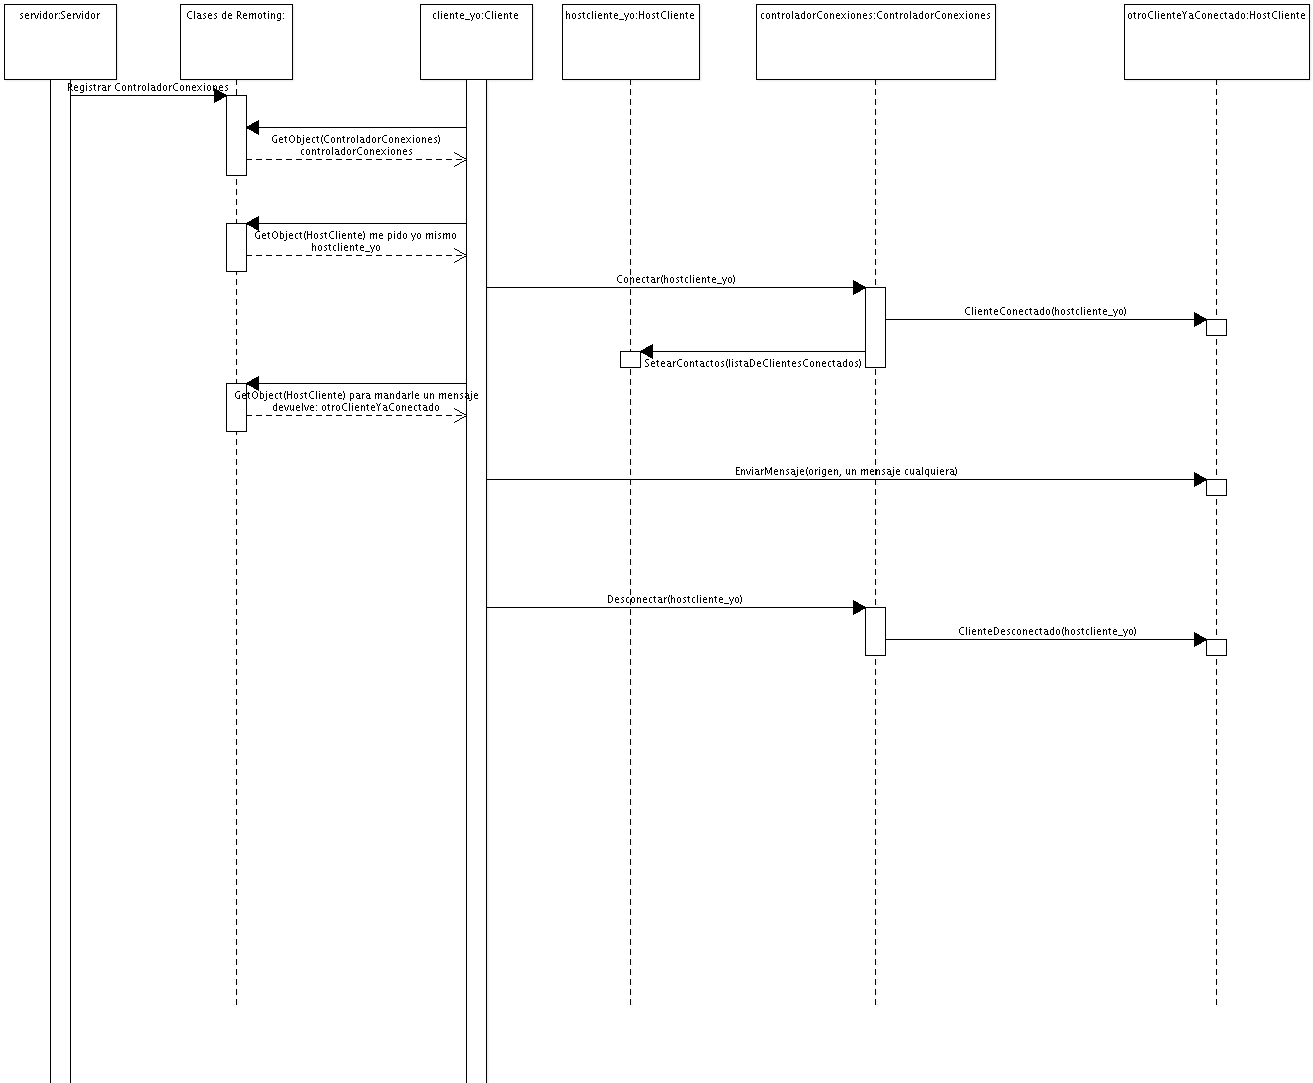 servidor:Servidor
Clases de Remoting:
cliente_yo:Cliente
hostcliente_yo:HostCliente
controladorConexiones:ControladorConexiones
otroClienteYaConectado:HostCliente
Registrar ControladorConexiones
GetObject(ControladorConexiones)
controladorConexiones
GetObject(HostCliente) me pido yo mismo
hostcliente_yo
Conectar(hostcliente_yo)
ClienteConectado(hostcliente_yo)
SetearContactos(listaDeClientesConectados)
GetObject(HostCliente) para mandarle un mensaje
devuelve: otroClienteYaConectado
EnviarMensaje(origen, un mensaje cualquiera)
Desconectar(hostcliente_yo)
ClienteDesconectado(hostcliente_yo)